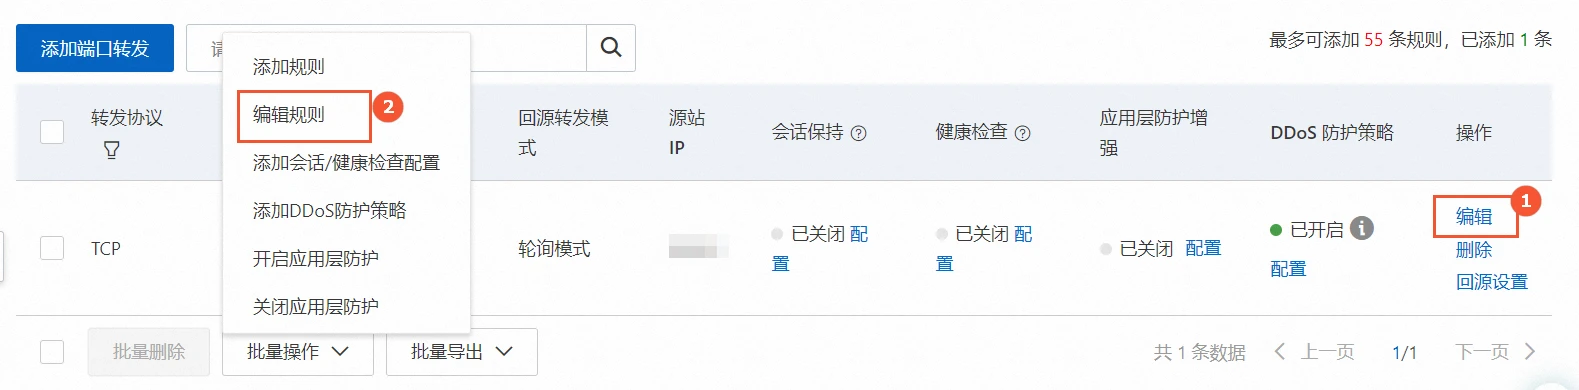 添加端口转发
请
最多可添加 55 条规则，已添加 1 条
添加规则
编辑规则
2
添加会话/健康检查配置
添加DDoS防护策略
开启应用层防护
关闭应用层防护
转发协议
回源转发模
式
源站
IP
会话保持
健康检查
应用层防护增
强
DDoS 防护策略
操作
TCP
轮询模式
已关闭 配
置
已关闭 配
置
已关闭 配置
已开启
配置
1
编辑
删除
回源设置
批量删除
批量操作
批量导出
共 1 条数据
上一页
1/1
下一页